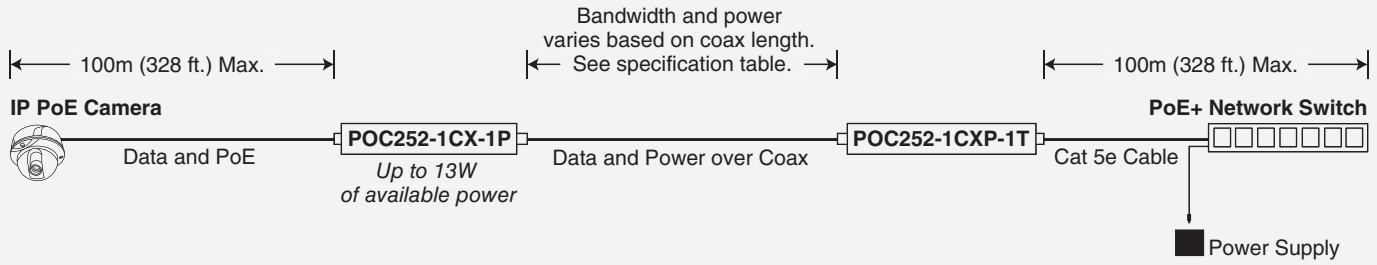 Bandwidth and power
varies based on coax length.
100m (328 ft.) Max.
See specification table.
100m (328 ft.) Max.
IP PoE Camera
PoE+ Network Switch
POC252-1CX-1P
POC252-1CXP-1T
Data and PoE
Up to 13W
of available power
Data and Power over Coax
Cat 5e Cable
Power Supply